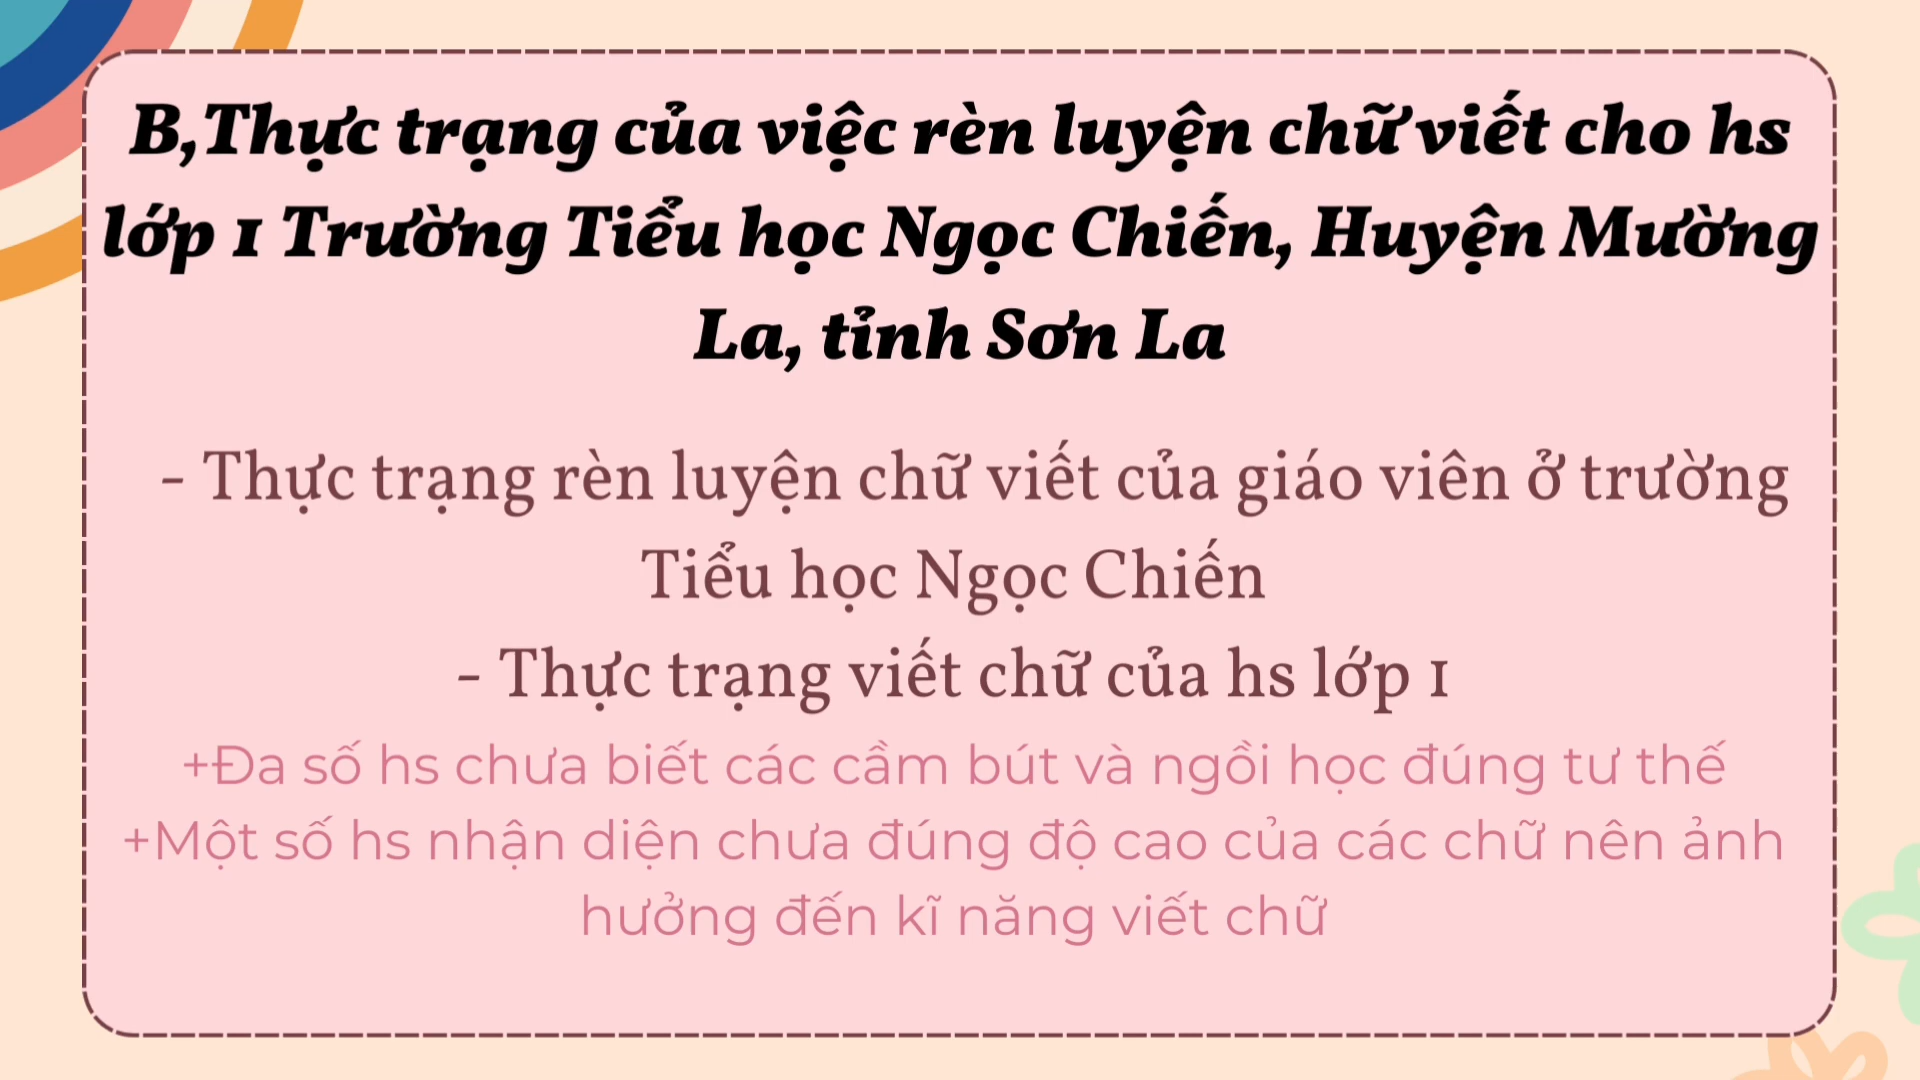 B,Thực trạng của việc rèn luyện chữ viết cho hs
lớp 1 Trường Tiểu học Ngọc Chiến, Huyện Mường
La, tỉnh Sơn La
- Thực trạng rèn luyện chữ viết của giáo viên ở trường
Tiểu học Ngọc Chiến
- Thực trạng viết chữ của hs lớp 1
+Đa số hs chưa biết các cầm bút và ngồi học đúng tư thế
+Một số hs nhận diện chưa đúng độ cao của các chữ nên ảnh
hưởng đến kĩ năng viết chữ